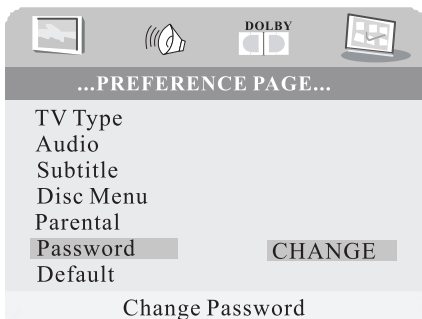 DOLBY
...PREFERENCE PAGE...
TV Type
Audio
Subtitle
Disc Menu
Parental
Password CHANGE
Default
Change Password